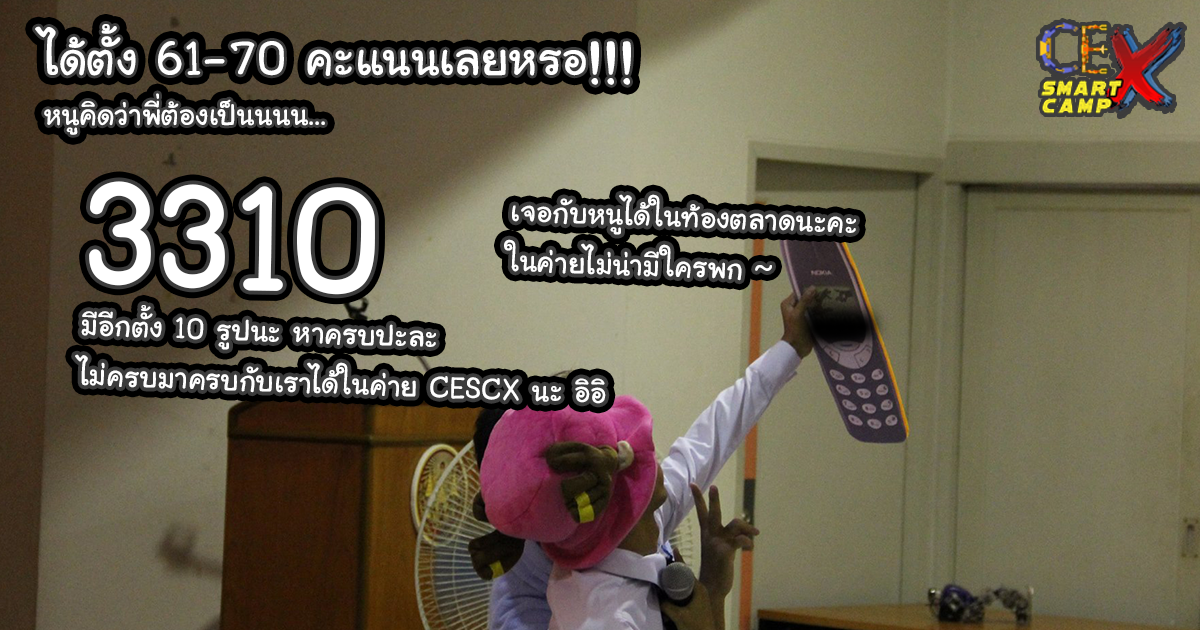 ได้ตั้ง 61-70 คะแนนเลยหรอ!!!
หนูคิดว่าพี่ต้องเป็นนนน...
CEX
SMART
CAMP
3310
เจอกับหนูได้ในท้องตลาดนะคะ
ในค่ายไม่น่ามีใครพก ~
NOKIA
มีอีกตั้ง 10 รูปนะ หาครบปะละ
ไม่ครบมาครบกับเราได้ในค่าย CESCX นะ อิอิ